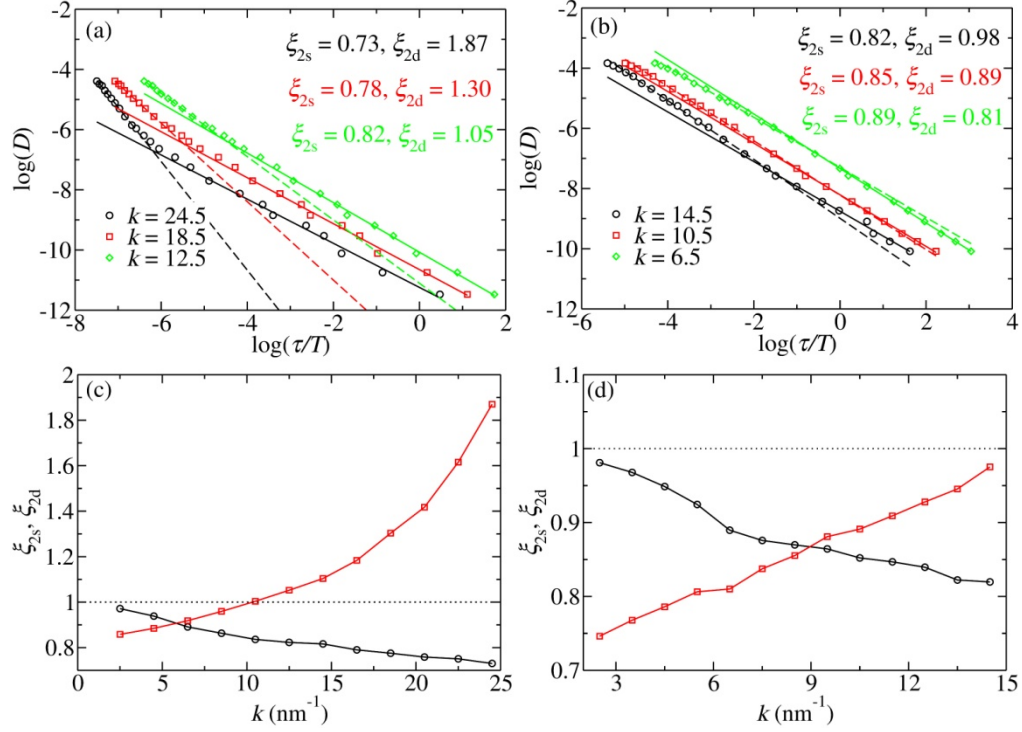 (a)
ξ2s = 0.73, ξ2d = 1.87
ξ2s = 0.78, ξ2d = 1.30
ξ2s = 0.82, ξ2d = 1.05
k = 24.5
k = 18.5
k = 12.5
-2
-4
-6
-8
-10
-12
log(D)
-8 -6 -4 -2 0 2
log(τ/T)
(b)
ξ2s = 0.82, ξ2d = 0.98
ξ2s = 0.85, ξ2d = 0.89
ξ2s = 0.89, ξ2d = 0.81
k = 14.5
k = 10.5
k = 6.5
-2
-4
-6
-8
-10
-12
log(D)
-6 -4 -2 0 2 4
log(τ/T)
(c)
2
1.8
1.6
1.4
1.2
1
0.8
ξ2s, ξ2d
0 5 10 15 20 25
k (nm-1)
(d)
1.1
1
0.9
0.8
0.7
ξ2s, ξ2d
3 6 9 12 15
k (nm-1)